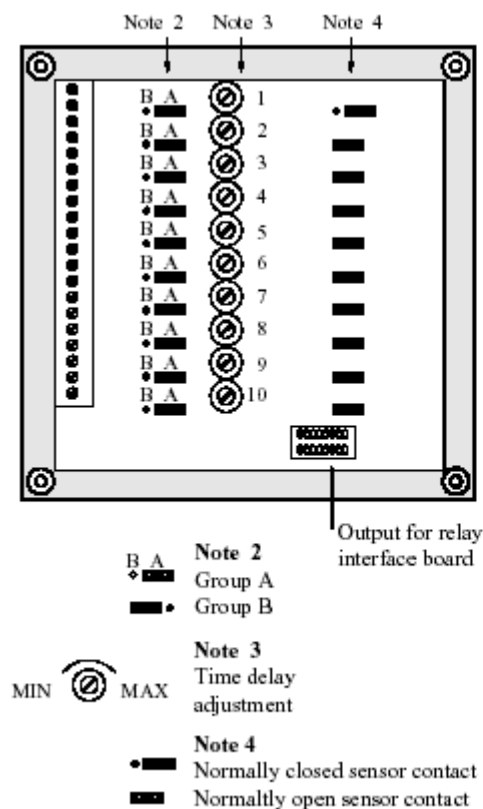 Note 2 Note 3 Note 4
B A 1
B A 2
B A 3
B A 4
B A 5
B A 6
B A 7
B A 8
B A 9
B A 10
Output for relay
interface board
B A
Note 2
Group A
Group B
Note 3
MIN MAX
Time delay
adjustment
Note 4
Normally closed sensor contact
Normaltly open sensor contact